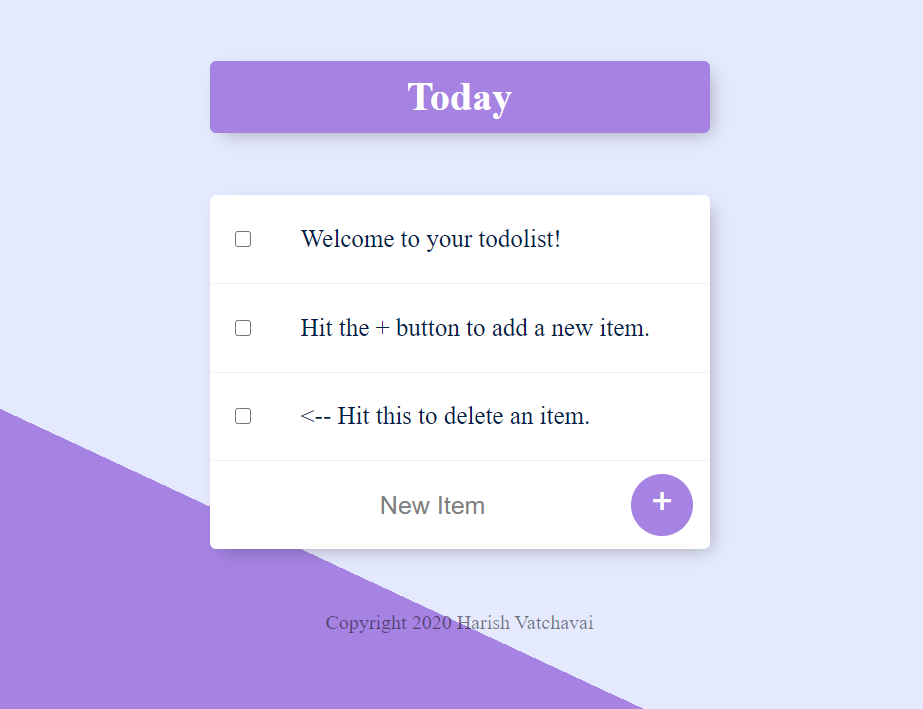 Today
Welcome to your todolist!
Hit the + button to add a new item.
<-- Hit this to delete an item.
New Item +
Copyright 2020 Harish Vatchavai